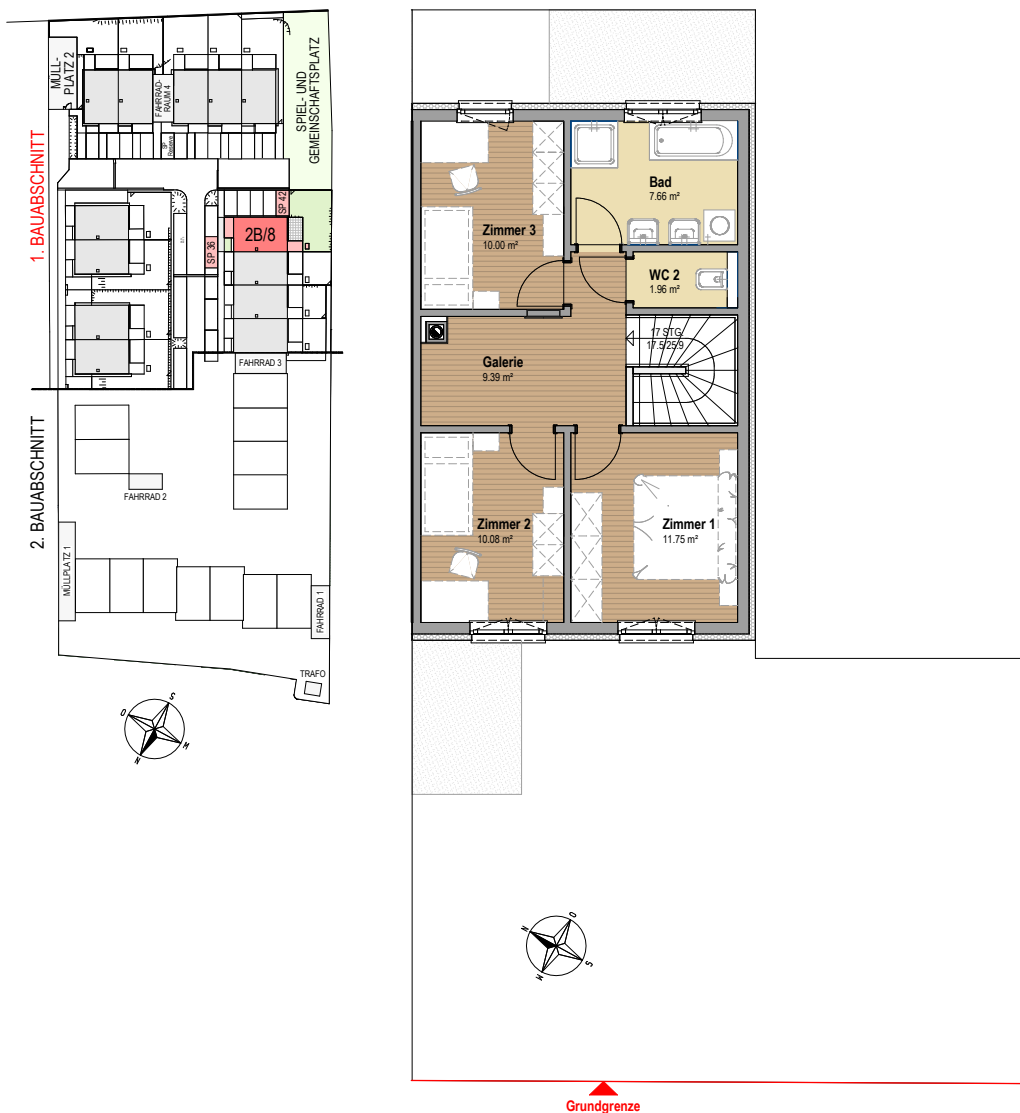 1. BAUABSCHNITT
2. BAUABSCHNITT
MÜLL-
PLATZ 2
FAHRRAD-
RAUM 4
SP
Reserve
SPIEL- UND
GEMEINSCHAFTSPLATZ
SP 42
SP 36
2B/8
FAHRRAD 3
FAHRRAD 2
MÜLLPLATZ 1
FAHRRAD 1
TRAFO
S
O
W
N
Bad
7.66 m²
Zimmer 3
10.00 m²
WC 2
1.96 m²
17 STG.
17.5/25.9
Galerie
9.39 m²
Zimmer 2
10.08 m²
Zimmer 1
11.75 m²
O
N
S
W
Grundgrenze